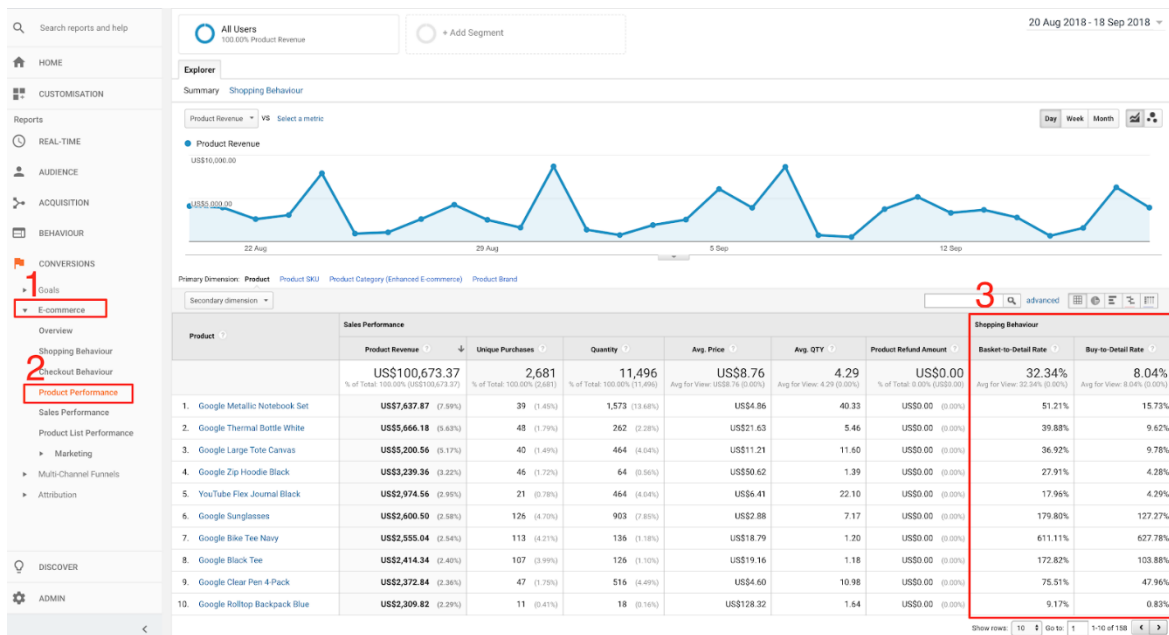 Search reports and help
All Users
100.00% Product Revenue
+ Add Segment
20 Aug 2018 - 18 Sep 2018
HOME
CUSTOMISATION
Reports
REAL-TIME
AUDIENCE
ACQUISITION
BEHAVIOUR
CONVERSIONS
1
Goals
E-commerce
Overview
Shopping Behaviour
2
Checkout Behaviour
Product Performance
Sales Performance
Product List Performance
Marketing
Multi-Channel Funnels
Attribution
DISCOVER
ADMIN
Explorer
Summary Shopping Behaviour
Product Revenue VS Select a metric
Day Week Month
Product Revenue
US$10,000.00
US$5,000.00
22 Aug 29 Aug 5 Sep 12 Sep
Primary Dimension: Product Product SKU Product Category (Enhanced E-commerce) Product Brand
Secondary dimension
3
advanced
Product Sales Performance Shopping Behaviour
Product Revenue Unique Purchases Quantity Avg. Price Avg. QTY Product Refund Amount Basket-to-Detail Rate Buy-to-Detail Rate
US$100,673.37 2,681 11,496 US$8.76 4.29 US$0.00 32.34% 8.04%
% of Total: 100.00% (US$100,673.37) % of Total: 100.00% (2,681) % of Total: 100.00% (11,496) Avg for View: US$8.76 (0.00%) Avg for View: 4.29 (0.00%) % of Total: 0.00% (US$0.00) Avg for View: 32.34% (0.00%) Avg for View: 8.04% (0.00%)
1. Google Metallic Notebook Set US$7,637.87 (7.59%) 39 (1.45%) 1,573 (13.68%) US$4.86 40.33 US$0.00 (0.00%) 51.21% 15.73%
2. Google Thermal Bottle White US$5,666.18 (5.63%) 48 (1.79%) 262 (2.28%) US$21.63 5.46 US$0.00 (0.00%) 39.88% 9.62%
3. Google Large Tote Canvas US$5,200.56 (5.17%) 40 (1.49%) 464 (4.04%) US$11.21 11.60 US$0.00 (0.00%) 36.92% 9.78%
4. Google Zip Hoodie Black US$3,239.36 (3.22%) 46 (1.72%) 64 (0.56%) US$50.62 1.39 US$0.00 (0.00%) 27.91% 4.28%
5. YouTube Flex Journal Black US$2,974.56 (2.95%) 21 (0.78%) 464 (4.04%) US$6.41 22.10 US$0.00 (0.00%) 17.96% 4.29%
6. Google Sunglasses US$2,600.50 (2.58%) 126 (4.70%) 903 (7.85%) US$2.88 7.17 US$0.00 (0.00%) 179.80% 127.27%
7. Google Bike Tee Navy US$2,555.04 (2.54%) 113 (4.21%) 136 (1.18%) US$18.79 1.20 US$0.00 (0.00%) 611.11% 627.78%
8. Google Black Tee US$2,414.34 (2.40%) 107 (3.99%) 126 (1.10%) US$19.16 1.18 US$0.00 (0.00%) 172.82% 103.88%
9. Google Clear Pen 4-Pack US$2,372.84 (2.36%) 47 (1.75%) 516 (4.49%) US$4.60 10.98 US$0.00 (0.00%) 75.51% 47.96%
10. Google Rolltop Backpack Blue US$2,309.82 (2.29%) 11 (0.41%) 18 (0.16%) US$128.32 1.64 US$0.00 (0.00%) 9.17% 0.83%
Show rows: 10 Go to: 1 1-10 of 158